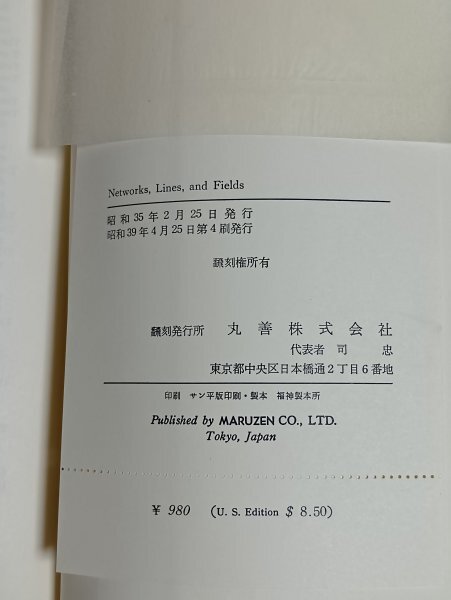 Networks, Lines, and Fields
昭和35年2月25日発行
昭和39年4月25日第4刷発行
飜刻権所有
飜刻発行所 丸善株式会社
代表者 司 忠
東京都中央区日本橋通2丁目6番地
印刷 サン平版印刷・製本 福神製本所
Published by MARUZEN CO., LTD.
Tokyo, Japan
¥ 980 (U. S. Edition $ 8.50)